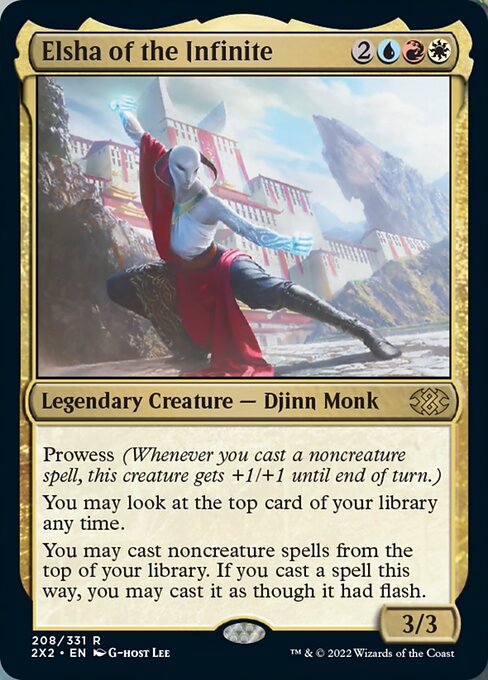 Elsha of the Infinite 2
Legendary Creature — Djinn Monk
Prowess (Whenever you cast a noncreature
spell, this creature gets +1/+1 until end of turn.)
You may look at the top card of your library
any time.
You may cast noncreature spells from the
top of your library. If you cast a spell this
way, you may cast it as though it had flash.
3/3
208/331 R
2X2 • EN G-host Lee
™ & © 2022 Wizards of the Coast